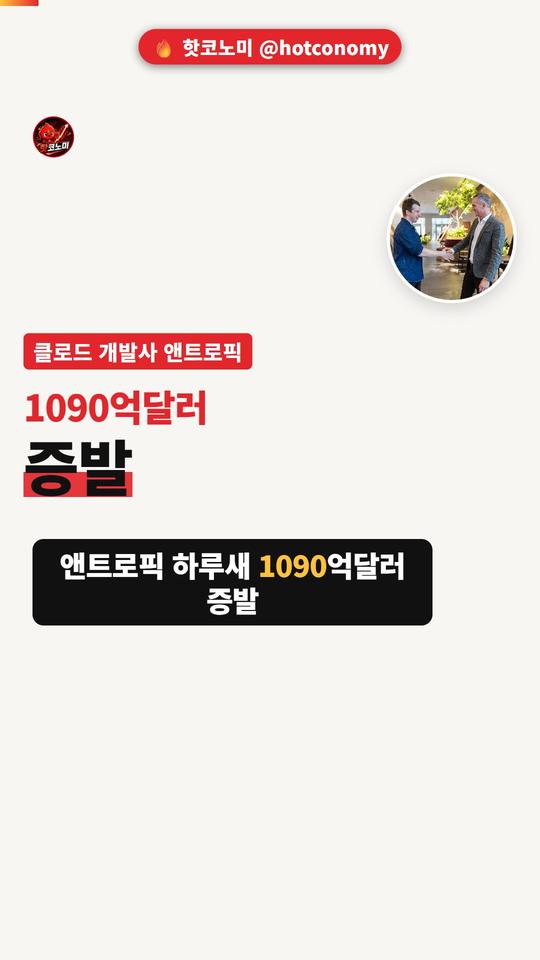 핫코노미 @hotconomy
핫코노미
클로드 개발사 앤트로픽
1090억달러
증발
앤트로픽 하루새 1090억달러
증발